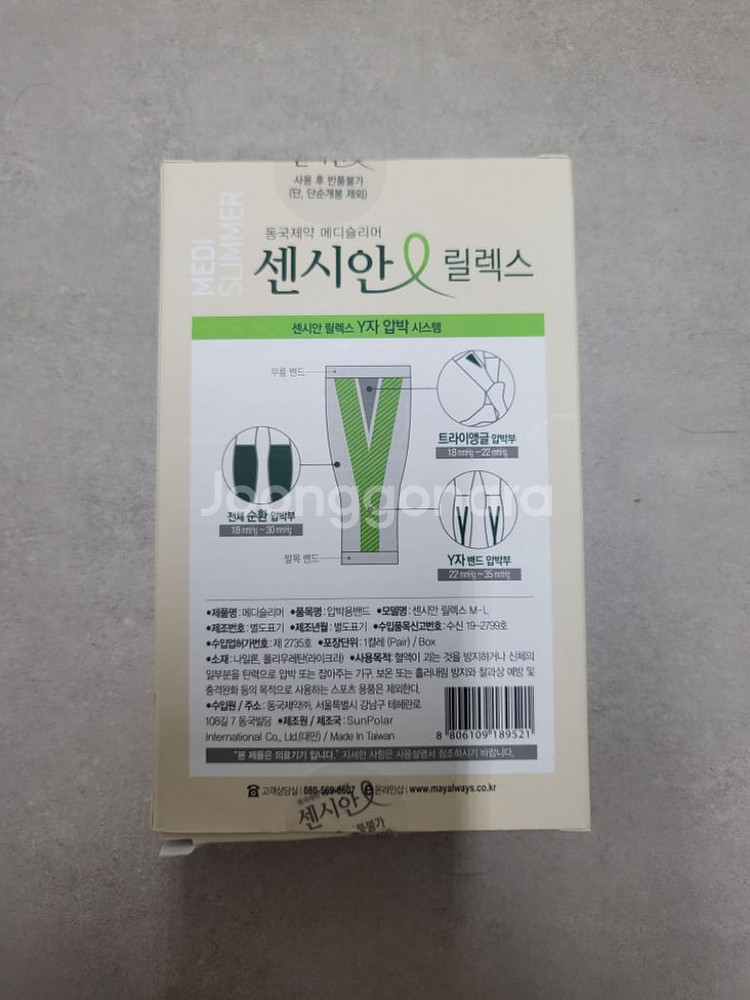 사용 후 반품불가
(단, 단순개봉 제외)
MEDI
SLIMMER
동국제약 메디슬리머
센시안 릴렉스
센시안 릴렉스 Y자 압박 시스템
무릎 밴드
트라이앵글 압박부
18 mmHg ~ 22 mmHg
전체 순환 압박부
18 mmHg ~ 30 mmHg
Joonggonara
발목 밴드
Y자 밴드 압박부
22 mmHg ~ 35 mmHg
•제품명 : 메디슬리머 •품목명 : 압박용밴드 •모델명 : 센시안 릴렉스 M-L
•제조번호 : 별도표기 •제조년월 : 별도표기 •수입품목신고번호 : 수신 19-2799호
•수입업허가번호 : 제 2735호 •포장단위 : 1켤레 (Pair) / Box
•소재 : 나일론, 폴리우레탄(라이크라) •사용목적: 혈액이 괴는 것을 방지하거나 신체의
일부분을 탄력으로 압박 또는 잡아주는 기구. 보온 또는 흘러내림 방지와 찰과상 예방 및
충격완화 등의 목적으로 사용하는 스포츠 용품은 제외한다.
•수입원 / 주소 : 동국제약㈜, 서울특별시 강남구 테헤란로
108길 7 동국빌딩 •제조원 / 제조국 : SunPolar
International Co., Ltd.(대만) / Made In Taiwan
8 806109 189521
"본 제품은 의료기기 입니다." 자세한 사항은 사용설명서 참조하시기 바랍니다.
고객상담실 | 080-569-8607 온라인샵 | www.mayalways.co.kr
센시안